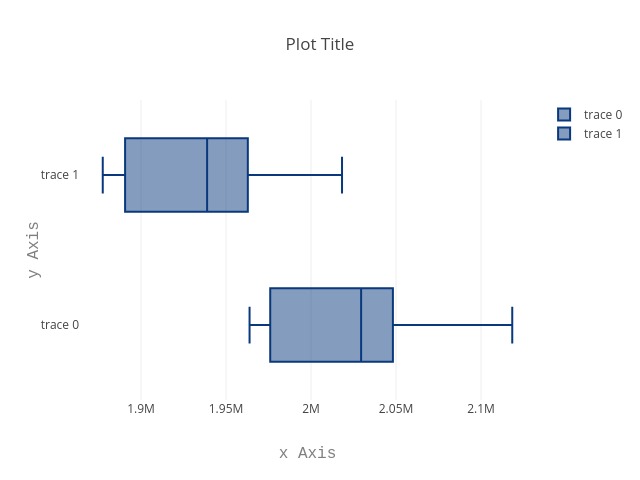 Plot Title
trace 0
trace 1
trace 1
trace 0
y Axis
1.9M 1.95M 2M 2.05M 2.1M
x Axis